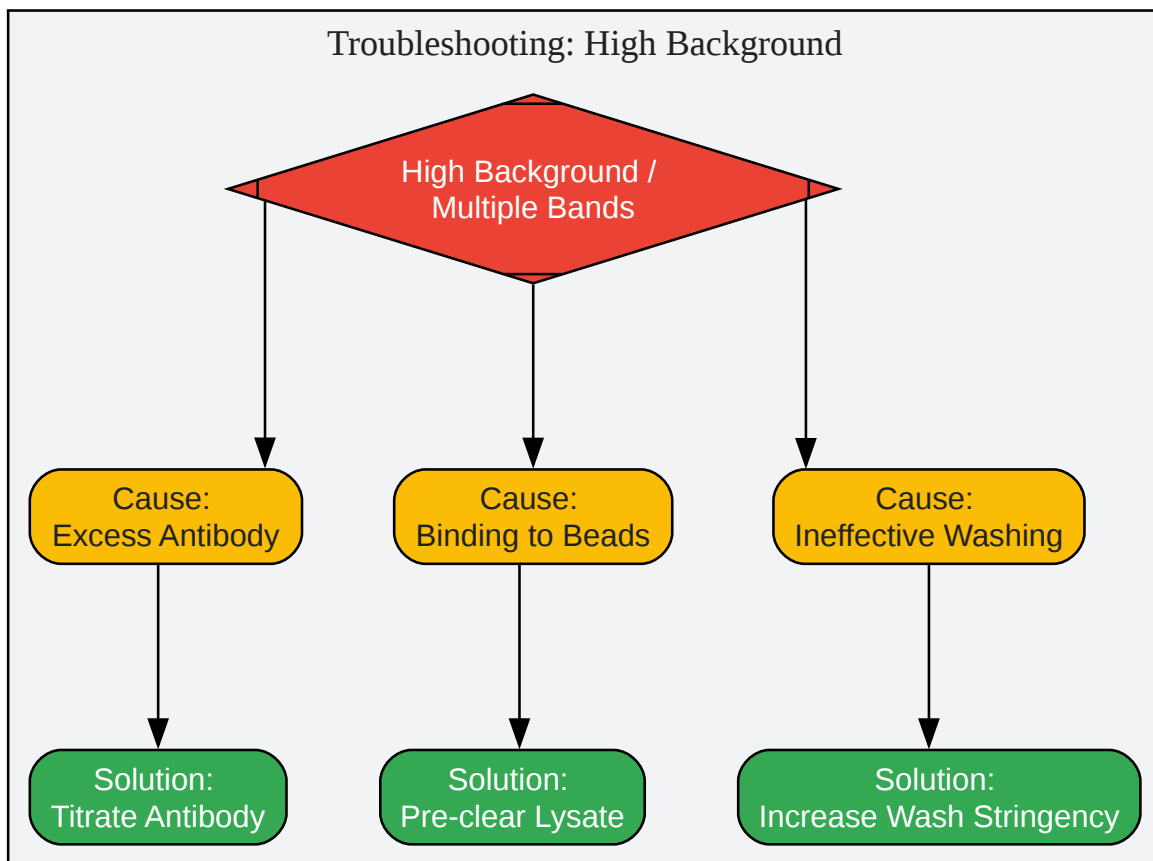 Troubleshooting: High Background
High Background /
Multiple Bands
Cause:
Excess Antibody
Cause:
Binding to Beads
Cause:
Ineffective Washing
Solution:
Titrate Antibody
Solution:
Pre-clear Lysate
Solution:
Increase Wash Stringency